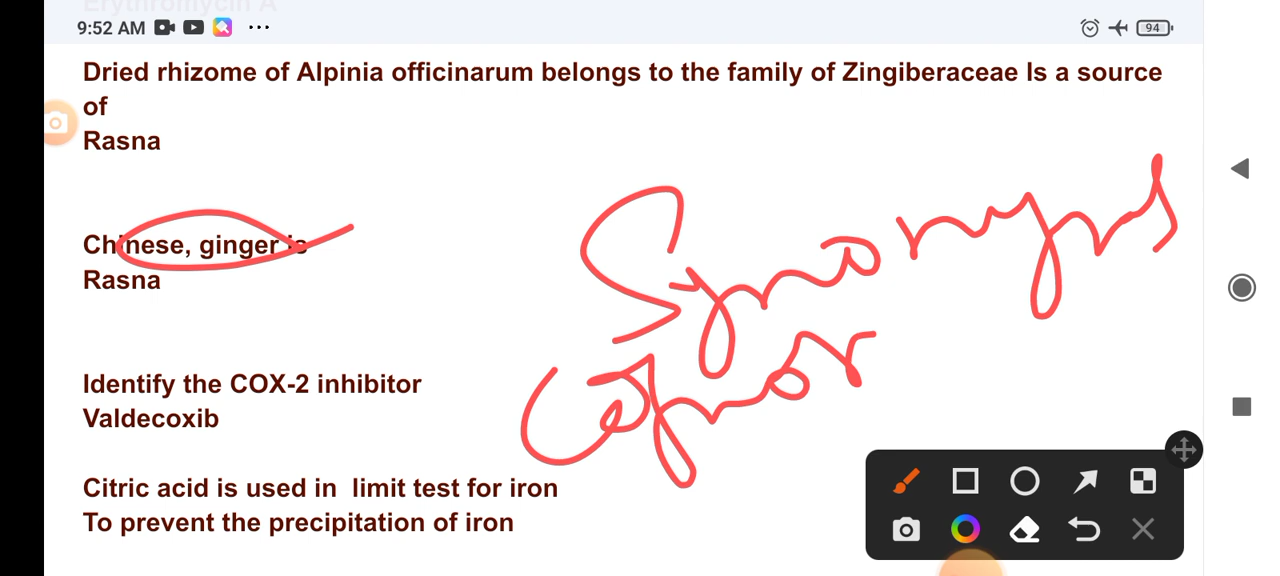 Erythromycin A
9:52 AM ... 94
Dried rhizome of Alpinia officinarum belongs to the family of Zingiberaceae Is a source
of
Rasna
Chinese, ginger is
Rasna
Synonyms
Identify the COX-2 inhibitor
Valdecoxib
Citric acid is used in limit test for iron
To prevent the precipitation of iron